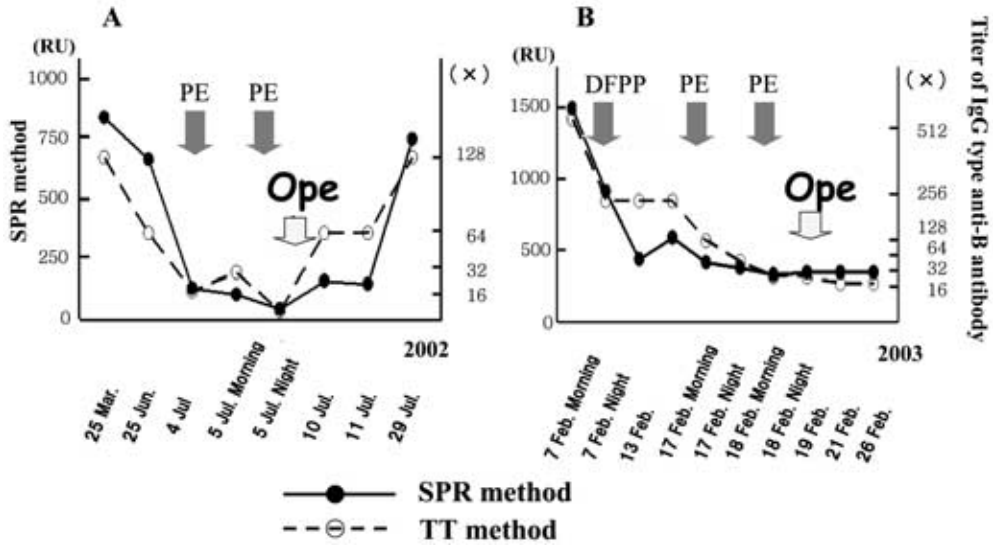 A
(RU)
1000
750
500
250
0
SPR method
PE
PE
Ope
(×)
128
64
32
16
2002
25 Mar.
25 Jun.
4 Jul
5 Jul. Morning
5 Jul. Night
10 Jul.
11 Jul.
29 Jul.
B
(RU)
1500
1000
500
0
DFPP
PE
PE
Ope
(×)
512
256
128
64
32
16
Titer of IgG type anti-B antibody
2003
7 Feb. Morning
7 Feb. Night
13 Feb.
17 Feb. Morning
17 Feb. Night
18 Feb. Morning
18 Feb. Night
19 Feb.
21 Feb.
26 Feb.
SPR method
TT method